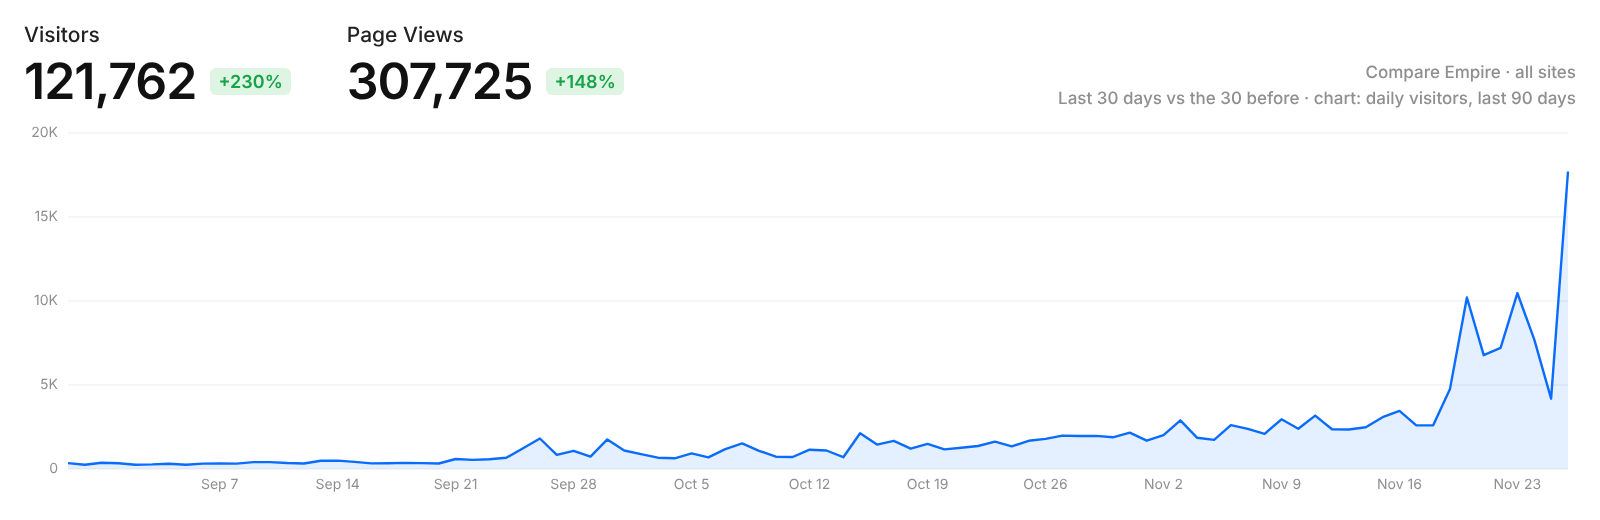 Visitors
121,762 +230%
Page Views
307,725 +148%
Compare Empire · all sites
Last 30 days vs the 30 before · chart: daily visitors, last 90 days
20K
15K
10K
5K
0
Sep 7 Sep 14 Sep 21 Sep 28 Oct 5 Oct 12 Oct 19 Oct 26 Nov 2 Nov 9 Nov 16 Nov 23